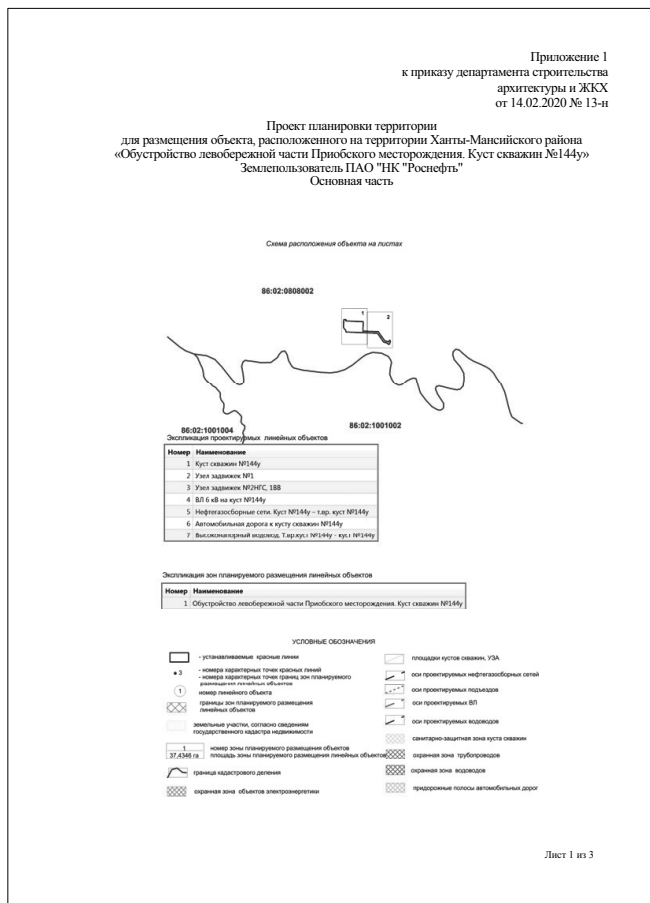 Приложение 1
к приказу департамента строительства
архитектуры и ЖКХ
от 14.02.2020 № 13-н
Проект планировки территории
для размещения объекта, расположенного на территории Ханты-Мансийского района
«Обустройство левобережной части Приобского месторождения. Куст скважин №144у»
Землепользователь ПАО "НК "Роснефть"
Основная часть
Схема расположения объекта на листах
86:02:0808002
1
2
86:02:1001004
86:02:1001002
Экспликация проектируемых линейных объектов
Номер Наименование
1 Куст скважин №144у
2 Узел задвижек №1
3 Узел задвижек №2НГС, 1ВВ
4 ВЛ 6 кВ на куст №144у
5 Нефтегазосборные сети. Куст №144у – т.вр. куст №144у
6 Автомобильная дорога к кусту скважин №144у
7 Высоконапорный водовод. Т.вр.куст №144у - куст №144у
Экспликация зон планируемого размещения линейных объектов
Номер Наименование
1 Обустройство левобережной части Приобского месторождения. Куст скважин №144у
УСЛОВНЫЕ ОБОЗНАЧЕНИЯ
- устанавливаемые красные линии
3
- номера характерных точек красных линий
- номера характерных точек границ зон планируемого
размещения линейных объектов
1
номер линейного объекта
границы зон планируемого размещения
линейных объектов
земельные участки, согласно сведениям
государственного кадастра недвижимости
1 номер зоны планируемого размещения объектов
37,4346 га площадь зоны планируемого размещения линейных объектов
граница кадастрового деления
охранная зона объектов электроэнергетики
площадки кустов скважин, УЗА
оси проектируемых нефтегазосборных сетей
оси проектируемых подъездов
оси проектируемых ВЛ
оси проектируемых водоводов
санитарно-защитная зона куста скважин
охранная зона трубопроводов
охранная зона водоводов
придорожные полосы автомобильных дорог
Лист 1 из 3